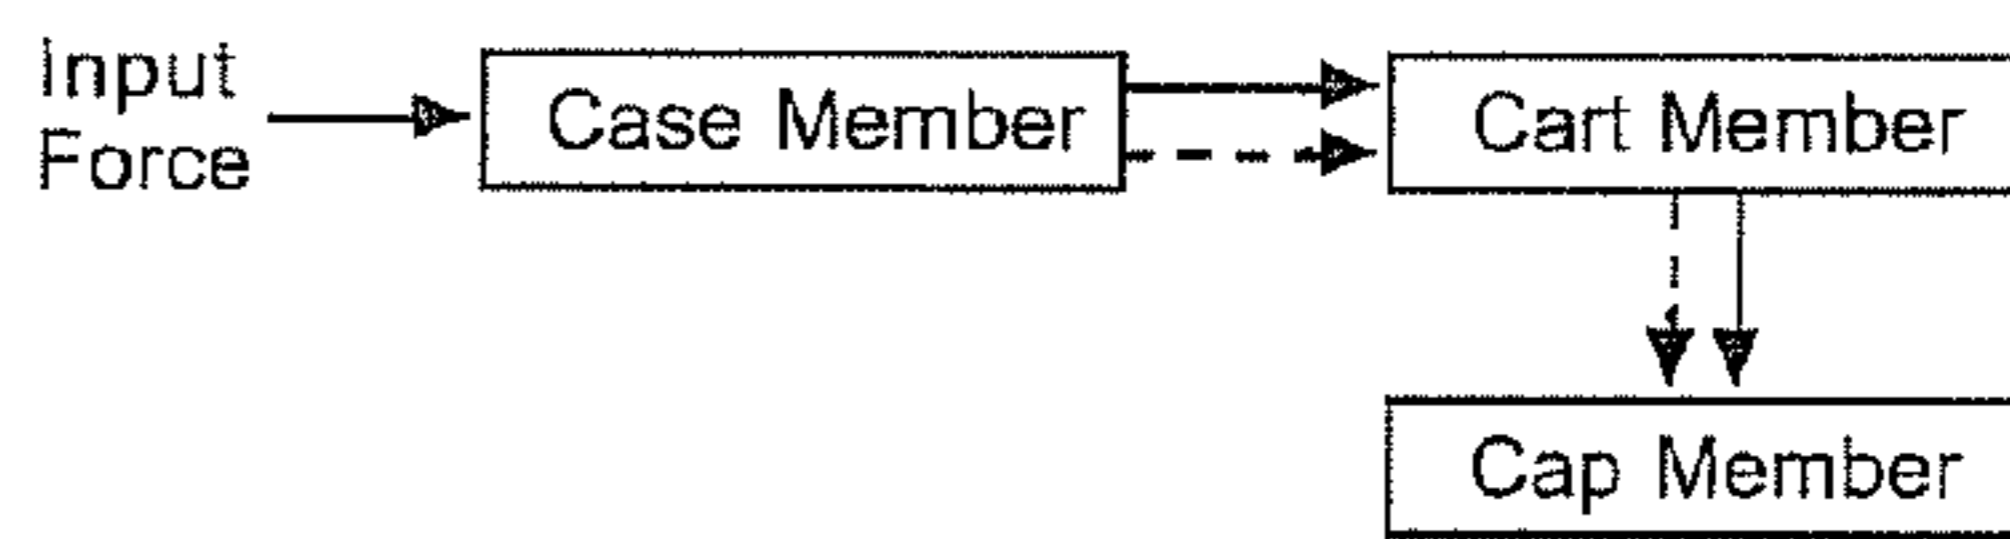 Input
Force
Case Member
Cart Member
Cap Member